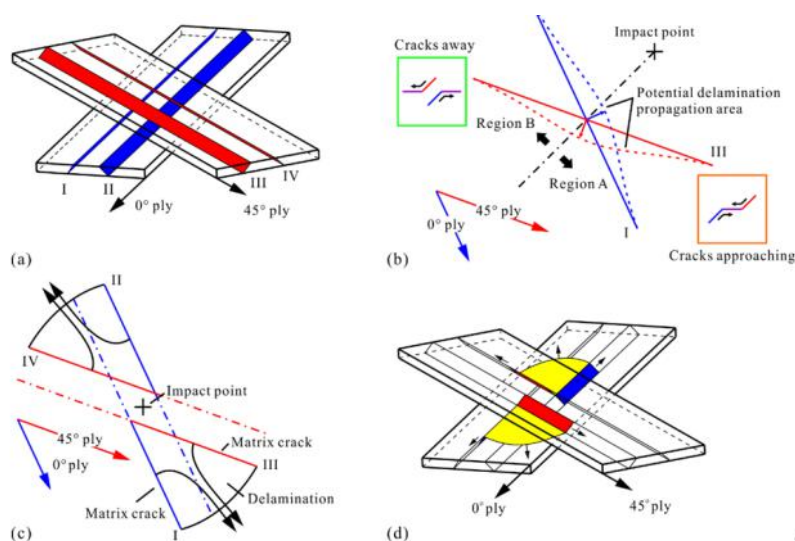 I
II
III
IV
0° ply
45° ply
(a)
Cracks away
Impact point
Potential delamination
propagation area
Region B
Region A
III
I
45° ply
0° ply
Cracks approaching
(b)
II
IV
Impact point
Matrix crack
III
Delamination
Matrix crack
I
45° ply
0° ply
(c)
0° ply
45° ply
(d)